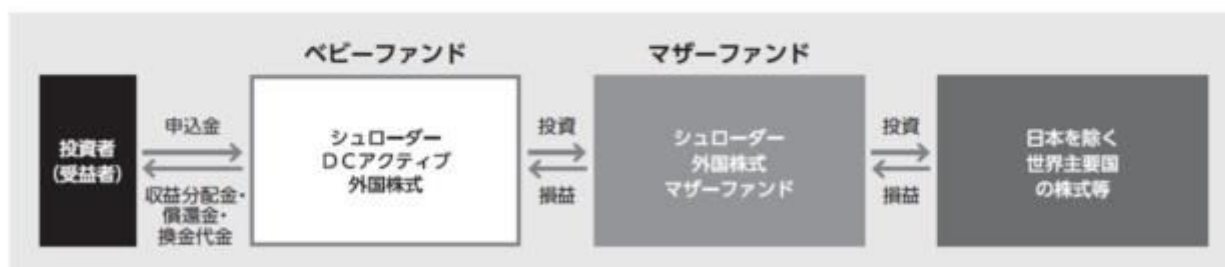 ベビーファンド
マザーファンド
投資者
(受益者)
申込金
収益分配金・
償還金・
換金代金
シュローダー
DCアクティブ
外国株式
投資
損益
シュローダー
外国株式
マザーファンド
投資
損益
日本を除く
世界主要国
の株式等